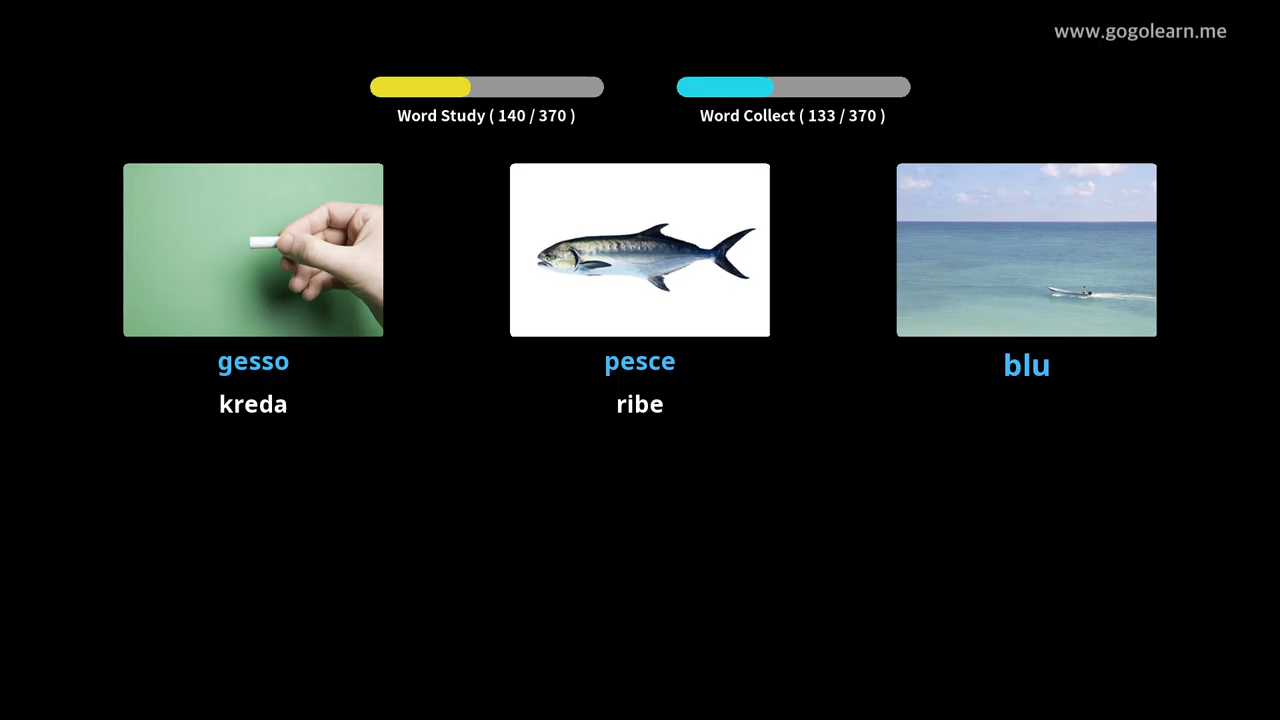 www.gogolearn.me
Word Study ( 140 / 370 )
Word Collect ( 133 / 370 )
gesso
pesce
blu
kreda
ribe